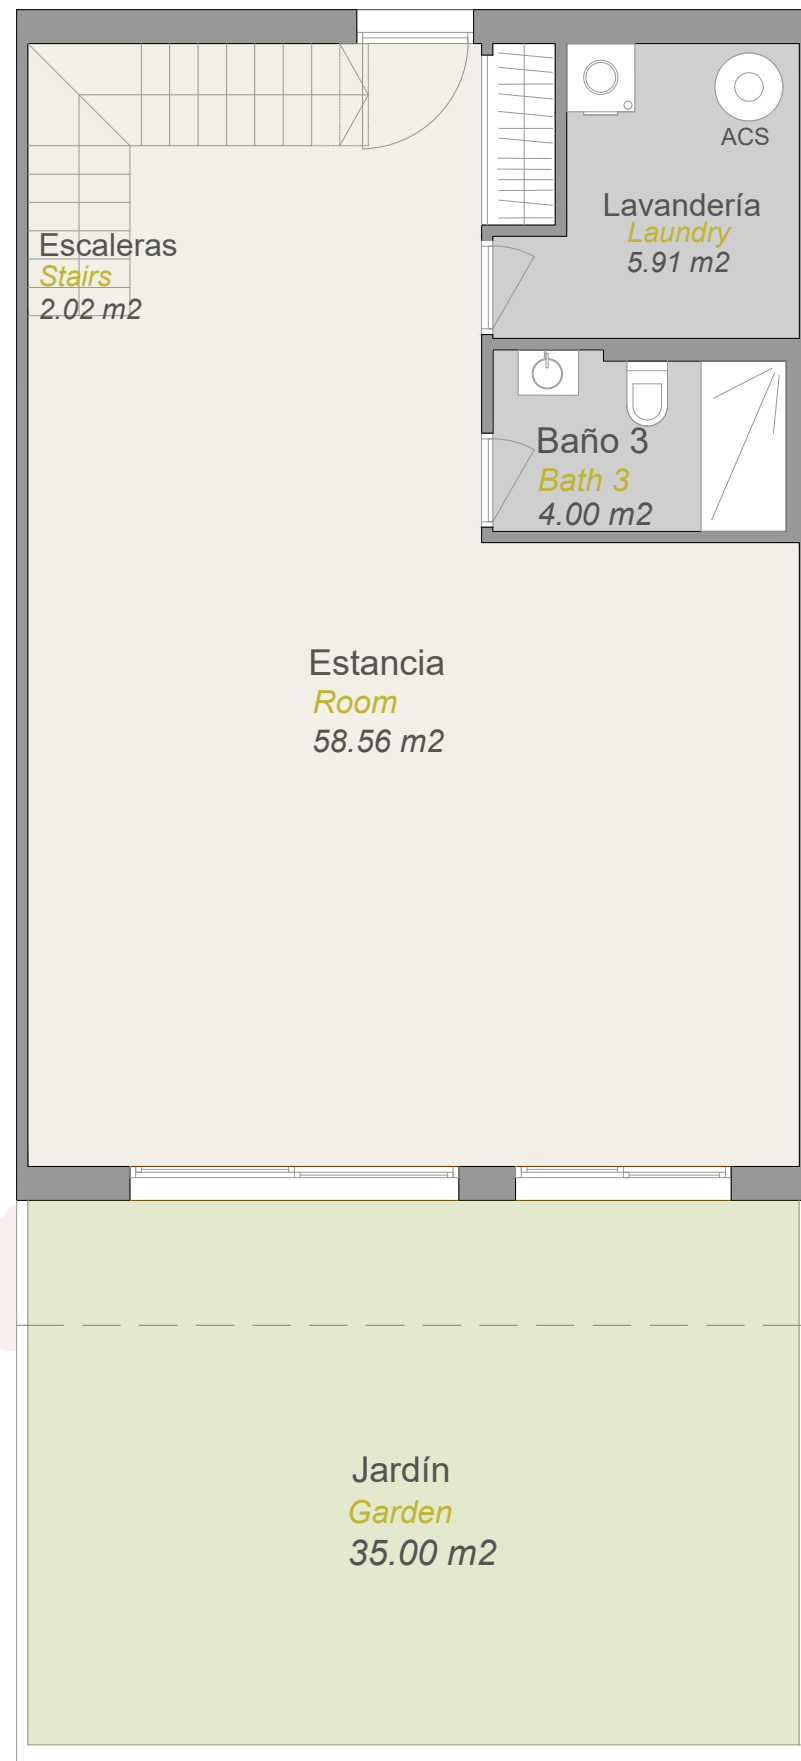 ACS
Lavandería
Laundry
5.91 m2
Escaleras
Stairs
2.02 m2
Baño 3
Bath 3
4.00 m2
Estancia
Room
58.56 m2
Jardín
Garden
35.00 m2